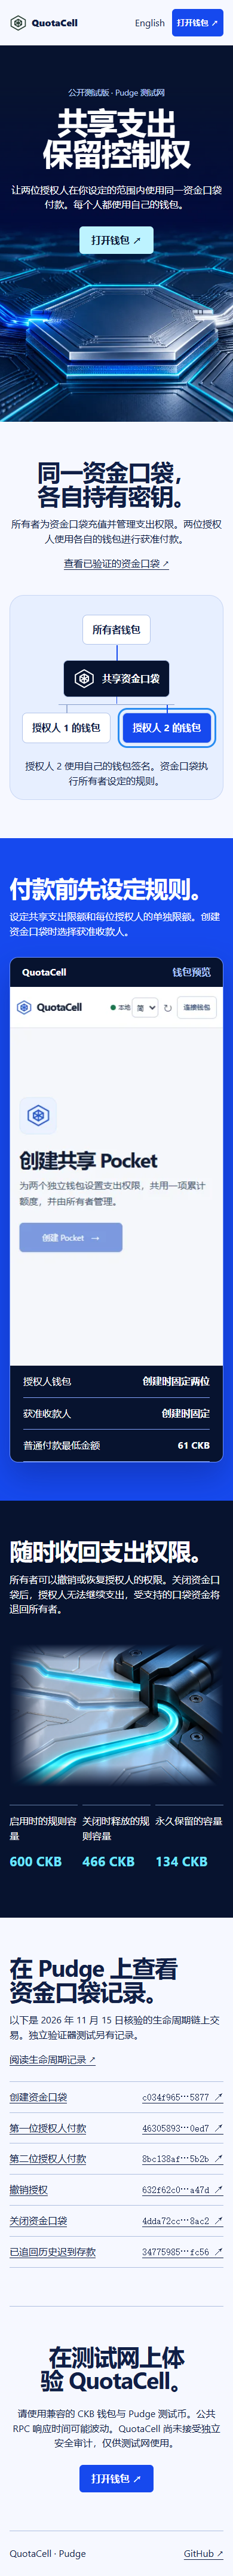 QuotaCell
English
打开钱包 ↗
公开测试版 · Pudge 测试网
共享支出
保留控制权
让两位授权人在你设定的范围内使用同一资金口袋
付款。每个人都使用自己的钱包。
打开钱包 ↗
同一资金口袋，
各自持有密钥。
所有者为资金口袋充值并管理支出权限。两位授权
人使用各自的钱包进行获准付款。
查看已验证的资金口袋 ↗
所有者钱包
共享资金口袋
授权人 1 的钱包
授权人 2 的钱包
授权人 2 使用自己的钱包签名。资金口袋执
行所有者设定的规则。
付款前先设定规则。
设定共享支出限额和每位授权人的单独限额。创建
资金口袋时选择获准收款人。
QuotaCell
钱包预览
QuotaCell
本地
简
连接钱包
创建共享 Pocket
为两个独立钱包设置支出权限，共用一项累计
额度，并由所有者管理。
创建 Pocket →
授权人钱包
创建时固定两位
获准收款人
创建时固定
普通付款最低金额
61 CKB
随时收回支出权限。
所有者可以撤销或恢复授权人的权限。关闭资金口
袋后，授权人无法继续支出，受支持的口袋资金将
退回所有者。
启用时的规则容
量
600 CKB
关闭时释放的规
则容量
466 CKB
永久保留的容量
134 CKB
在 Pudge 上查看
资金口袋记录。
以下是 2026 年 11 月 15 日核验的生命周期链上交
易。独立验证器测试另有记录。
阅读生命周期记录 ↗
创建资金口袋
c034f965…5877 ↗
第一位授权人付款
46305893…0ed7 ↗
第二位授权人付款
8bc138af…5b2b ↗
撤销授权
632f62c0…a47d ↗
关闭资金口袋
4dda72cc…8ac2 ↗
已追回历史迟到存款
34775985…fc56 ↗
在测试网上体
验 QuotaCell。
请使用兼容的 CKB 钱包与 Pudge 测试币。公共
RPC 响应时间可能波动。QuotaCell 尚未接受独立
安全审计，仅供测试网使用。
打开钱包 ↗
QuotaCell · Pudge
GitHub ↗